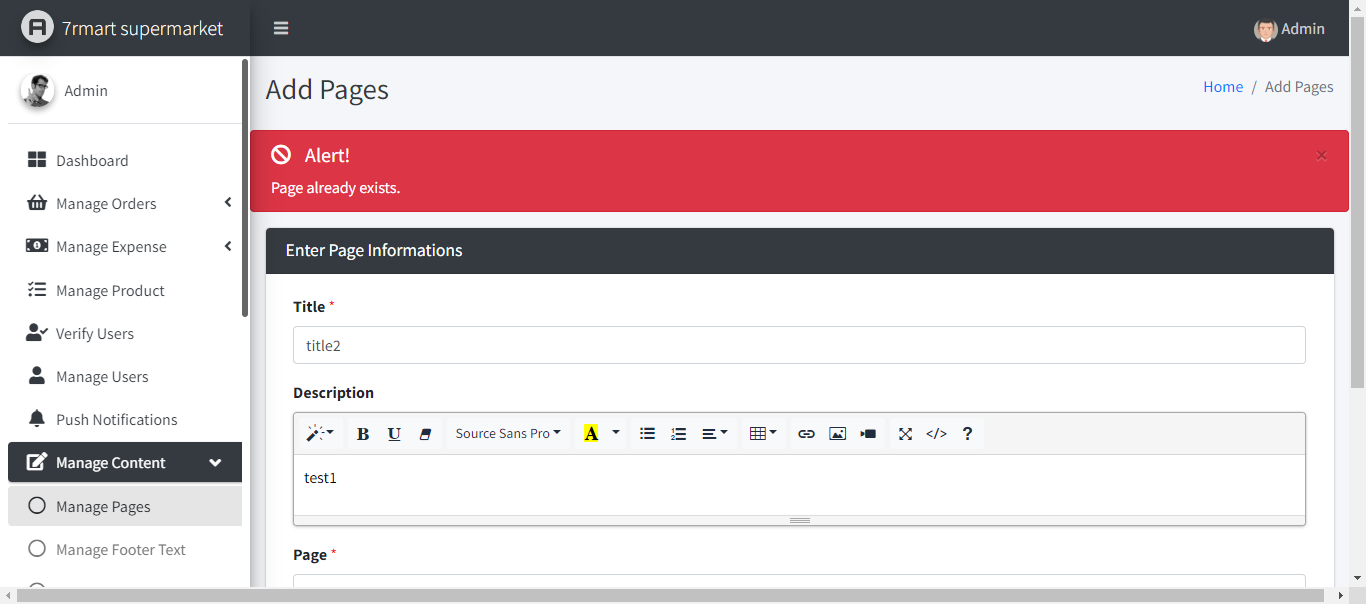 7rmart supermarket
Admin
Admin
Dashboard
Manage Orders
Manage Expense
Manage Product
Verify Users
Manage Users
Push Notifications
Manage Content
Manage Pages
Manage Footer Text
Add Pages
Home / Add Pages
Alert!
×
Page already exists.
Enter Page Informations
Title *
title2
Description
B U Source Sans Pro A </> ?
test1
Page *